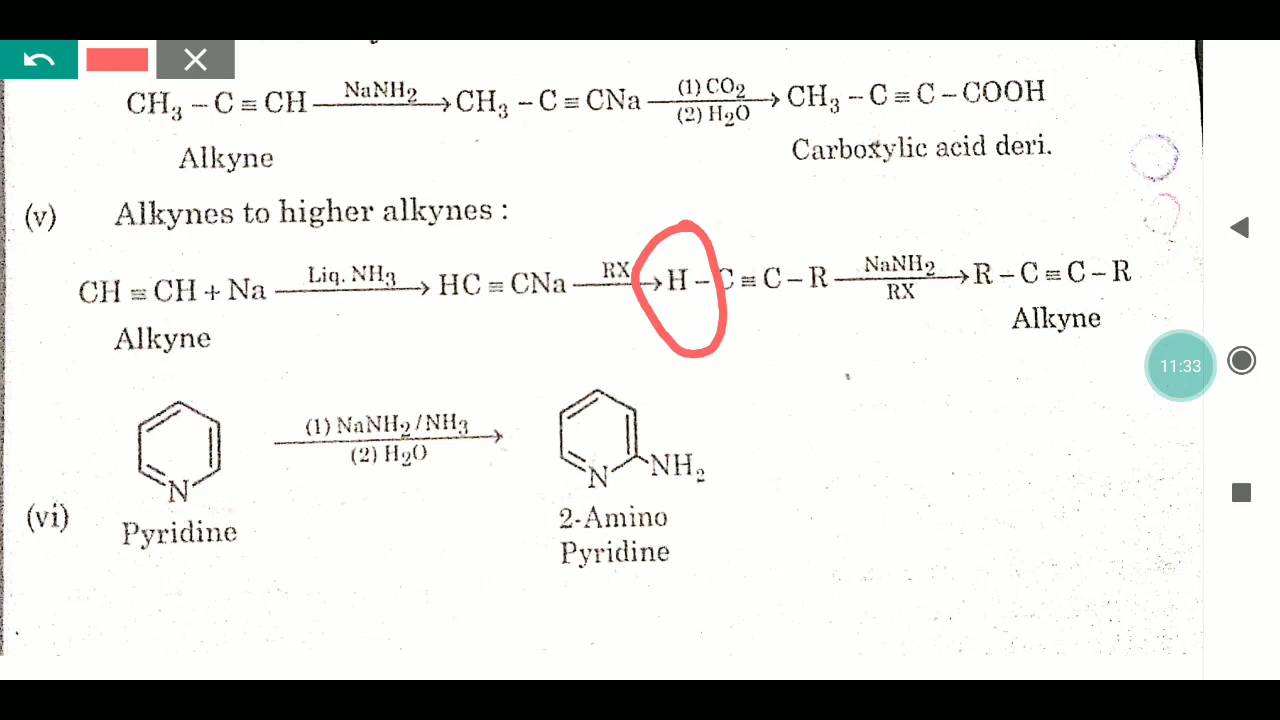 CH3 – C ≡ CH NaNH2 → CH3 – C ≡ CNa (1) CO2 (2) H2O → CH3 – C ≡ C – COOH
Alkyne Carboxylic acid deri.
(v) Alkynes to higher alkynes :
CH ≡ CH + Na Liq. NH3 → HC ≡ CNa RX → H – C ≡ C – R NaNH2 RX → R – C ≡ C – R
Alkyne Alkyne
11:33
(1) NaNH2/NH3
(2) H2O
N N NH2
(vi) Pyridine 2-Amino
Pyridine